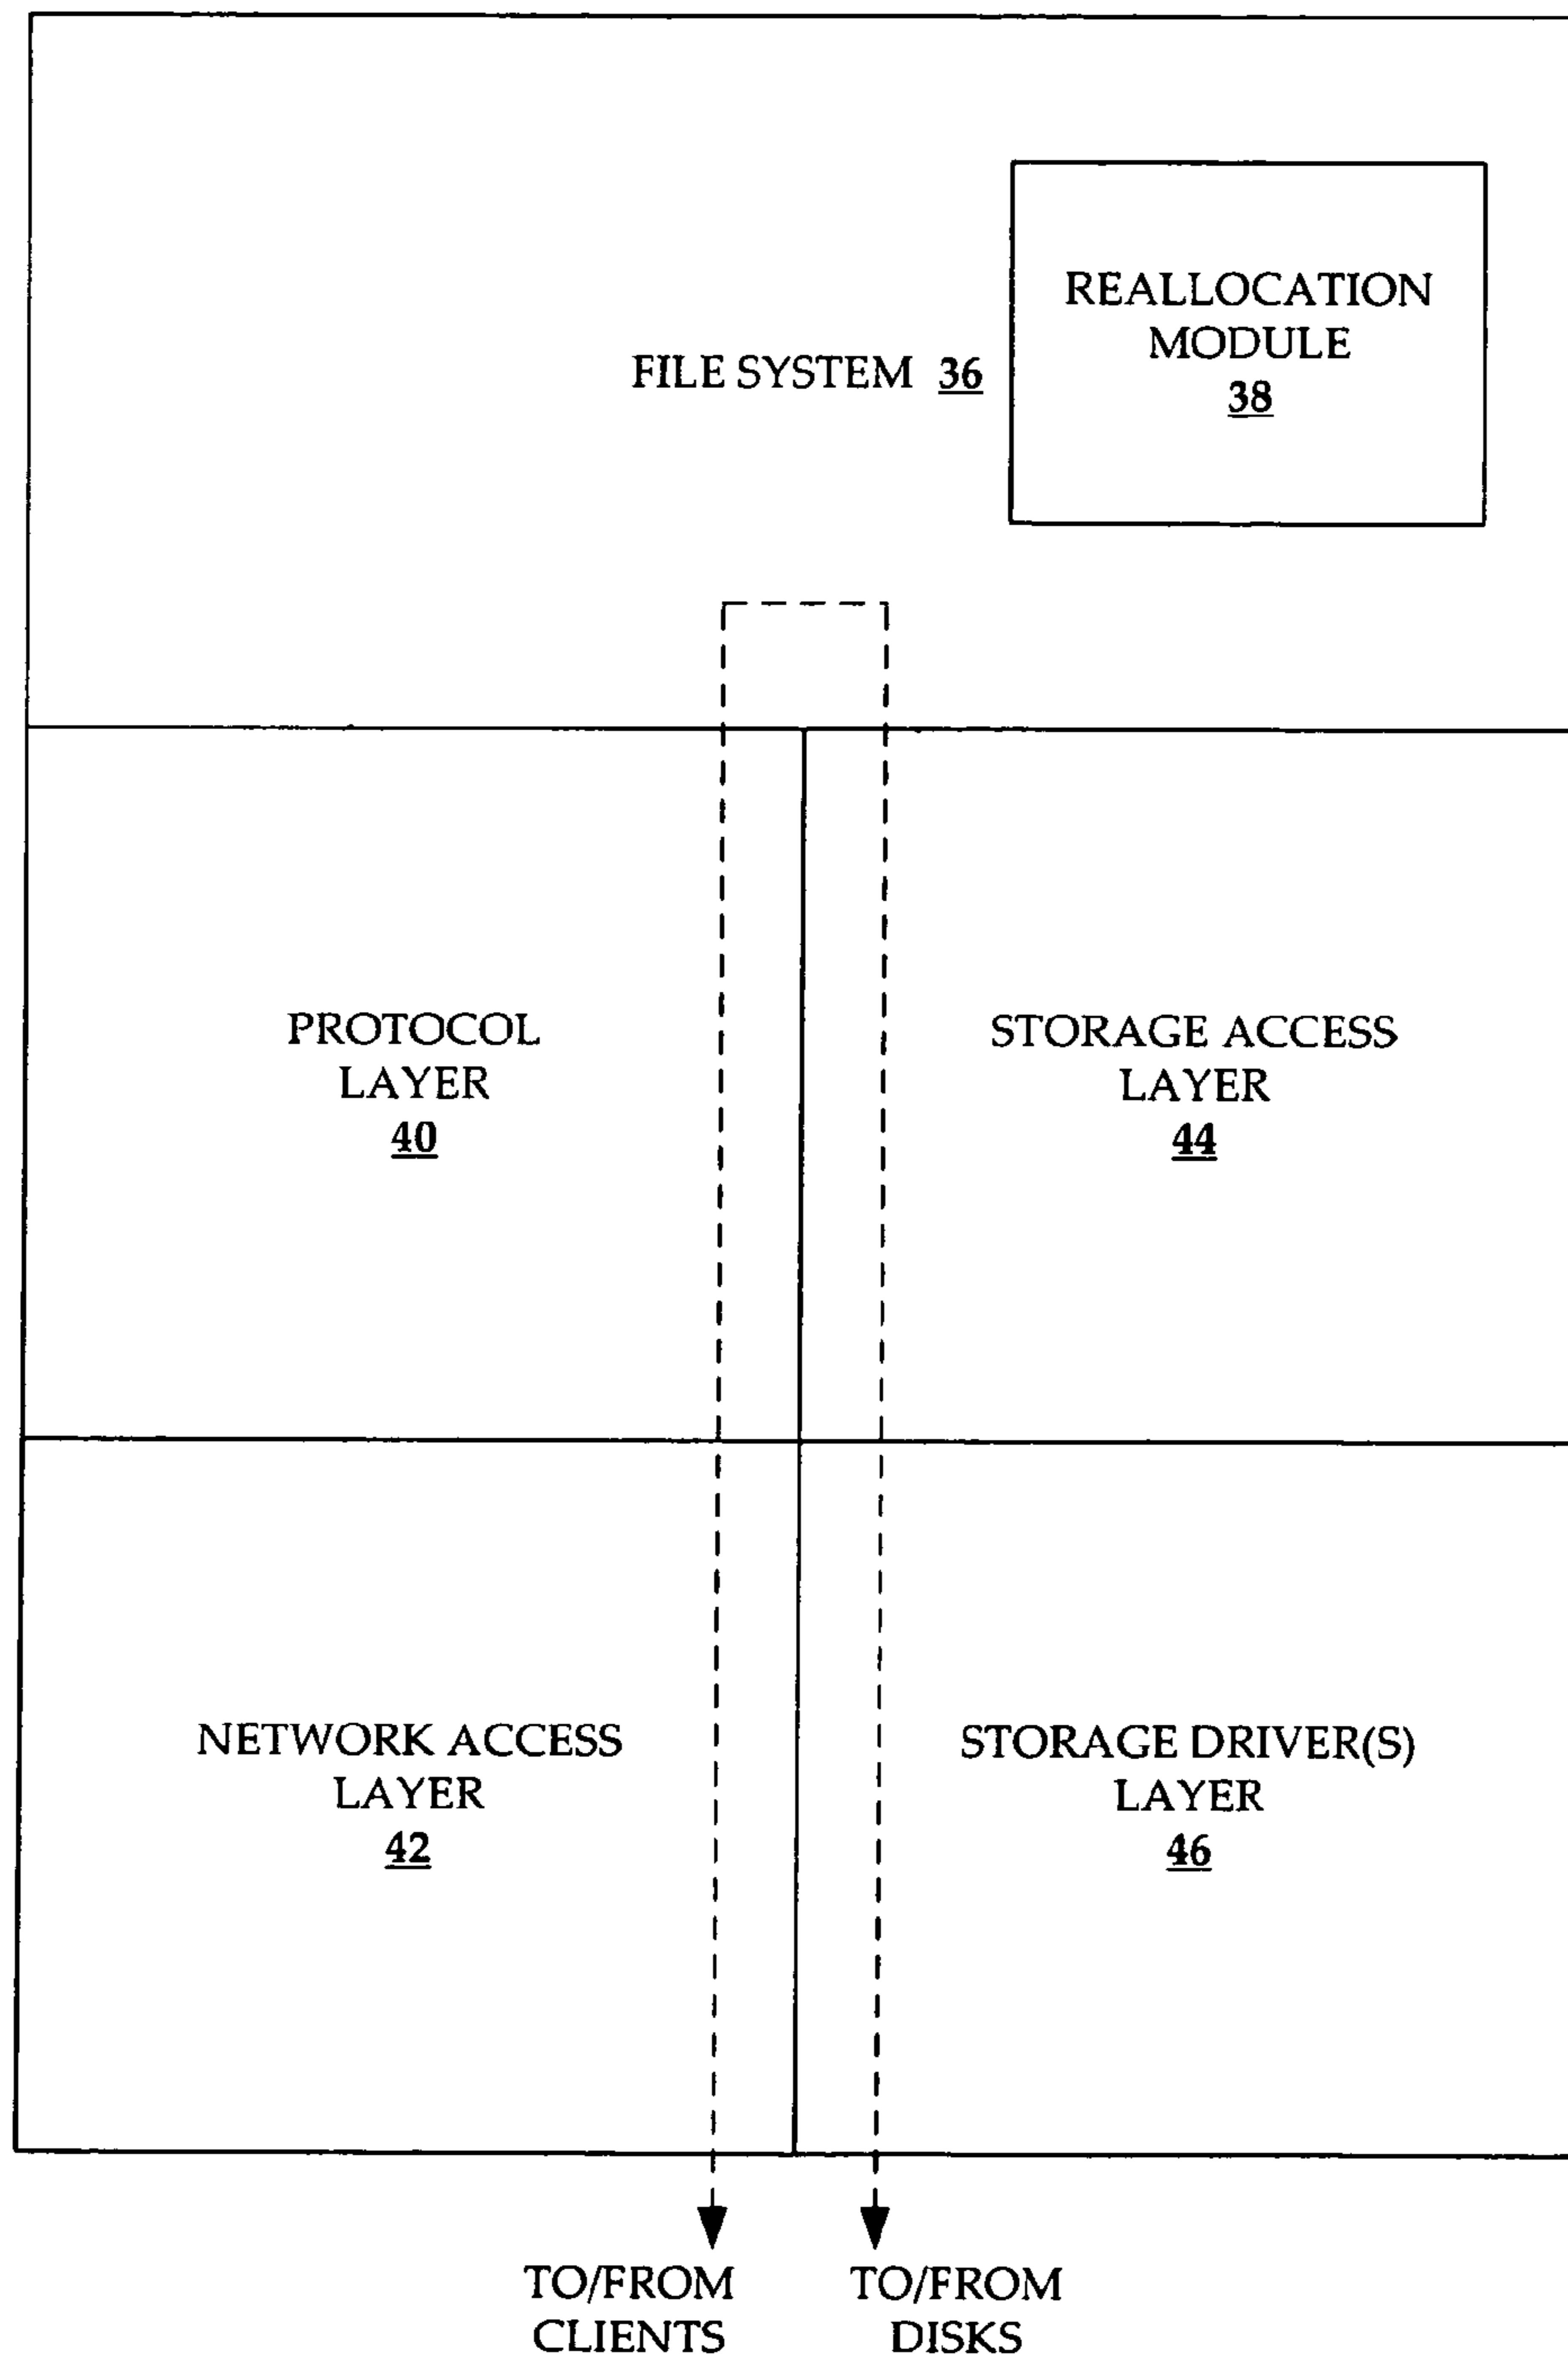 REALLOCATION
MODULE
38
FILE SYSTEM 36
PROTOCOL
LAYER
40
STORAGE ACCESS
LAYER
44
NETWORK ACCESS
LAYER
42
STORAGE DRIVER(S)
LAYER
46
TO/FROM
CLIENTS
TO/FROM
DISKS